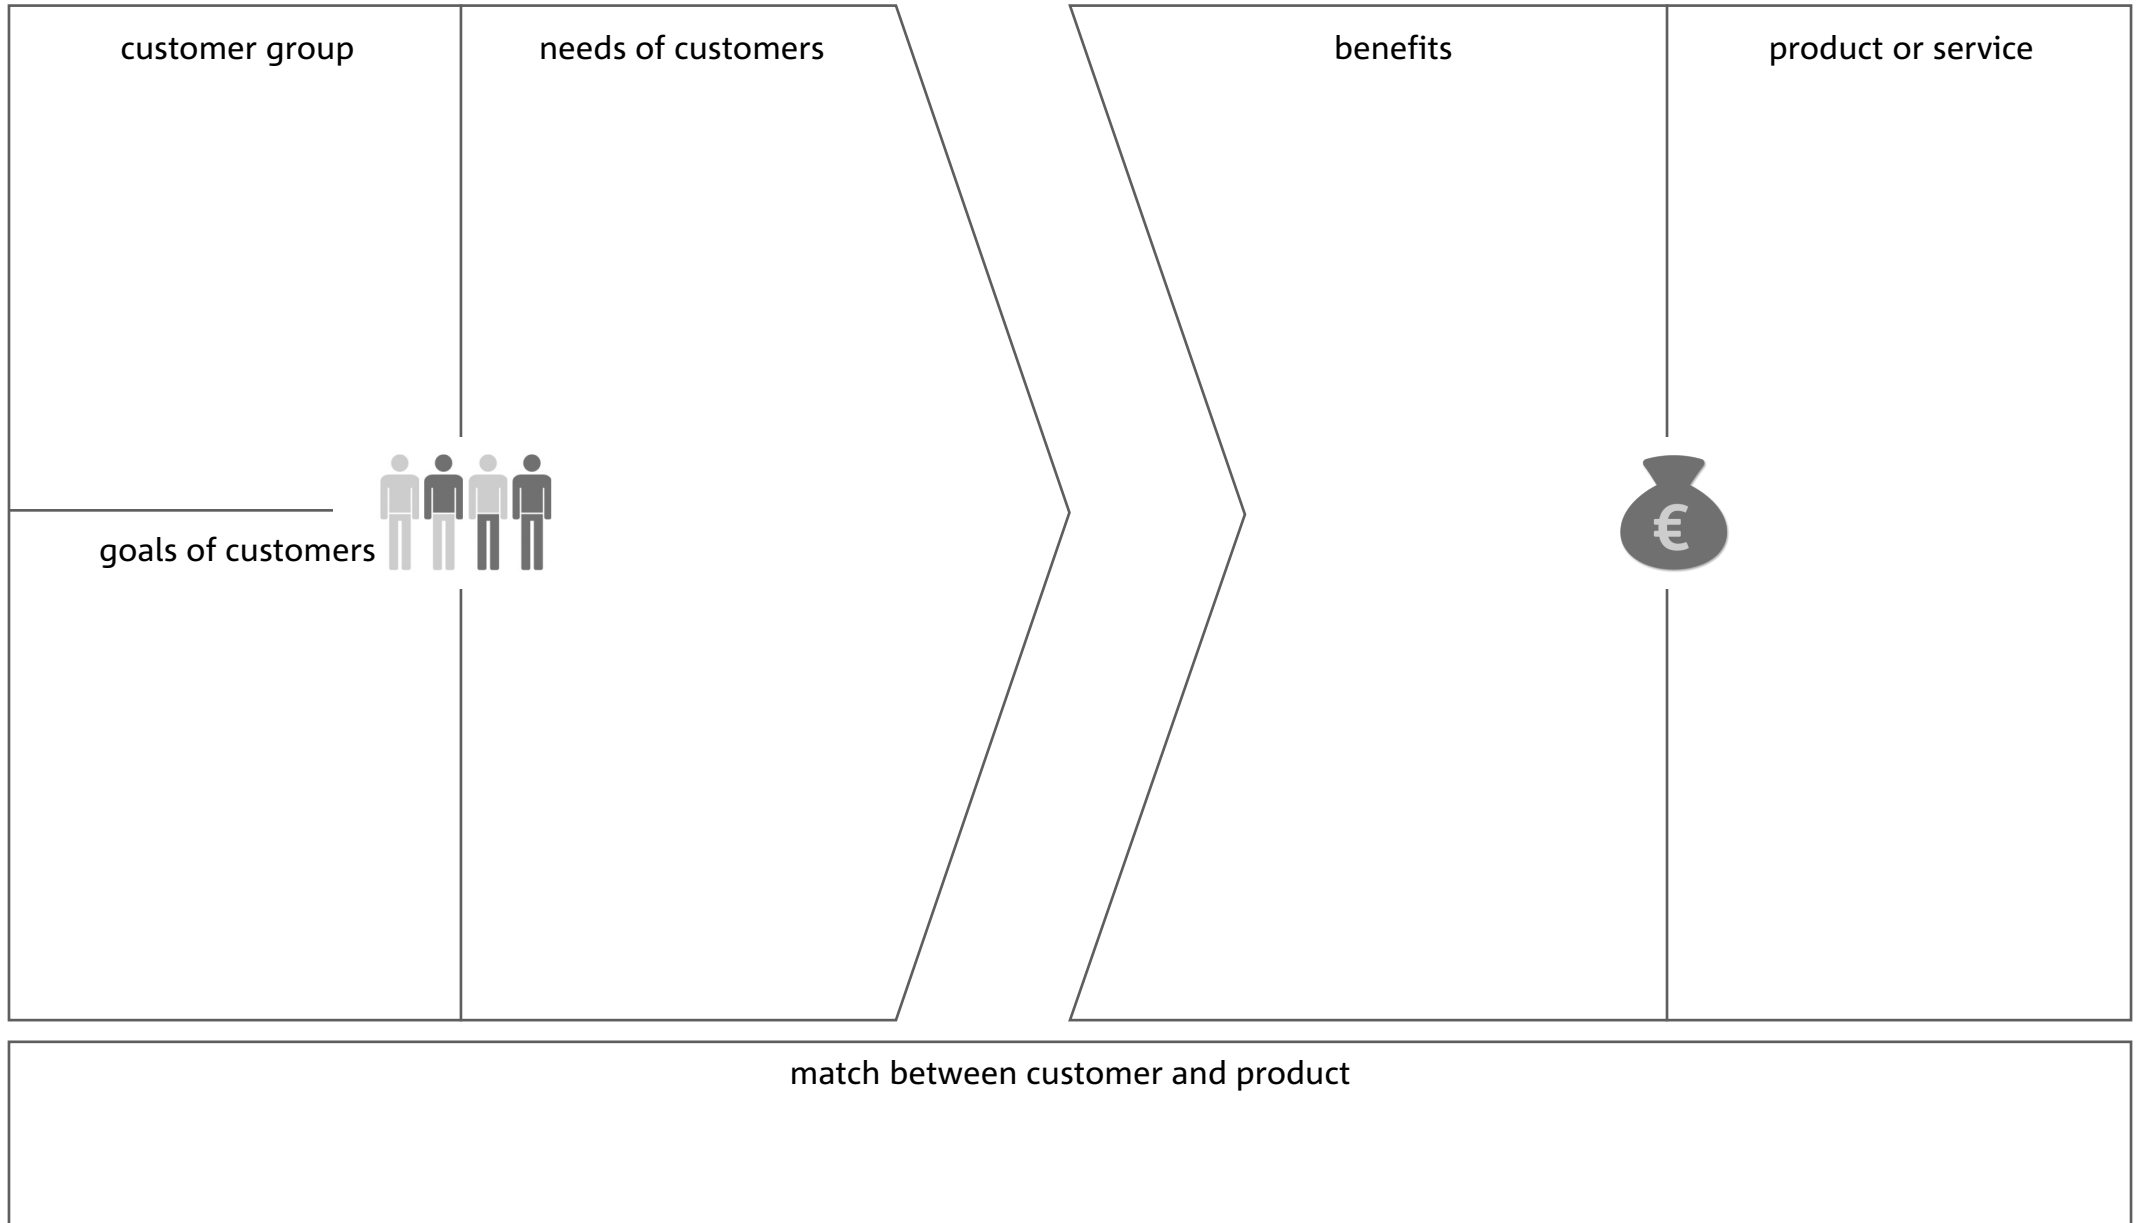 customer group
needs of customers
benefits
product or service
goals of customers
€
match between customer and product